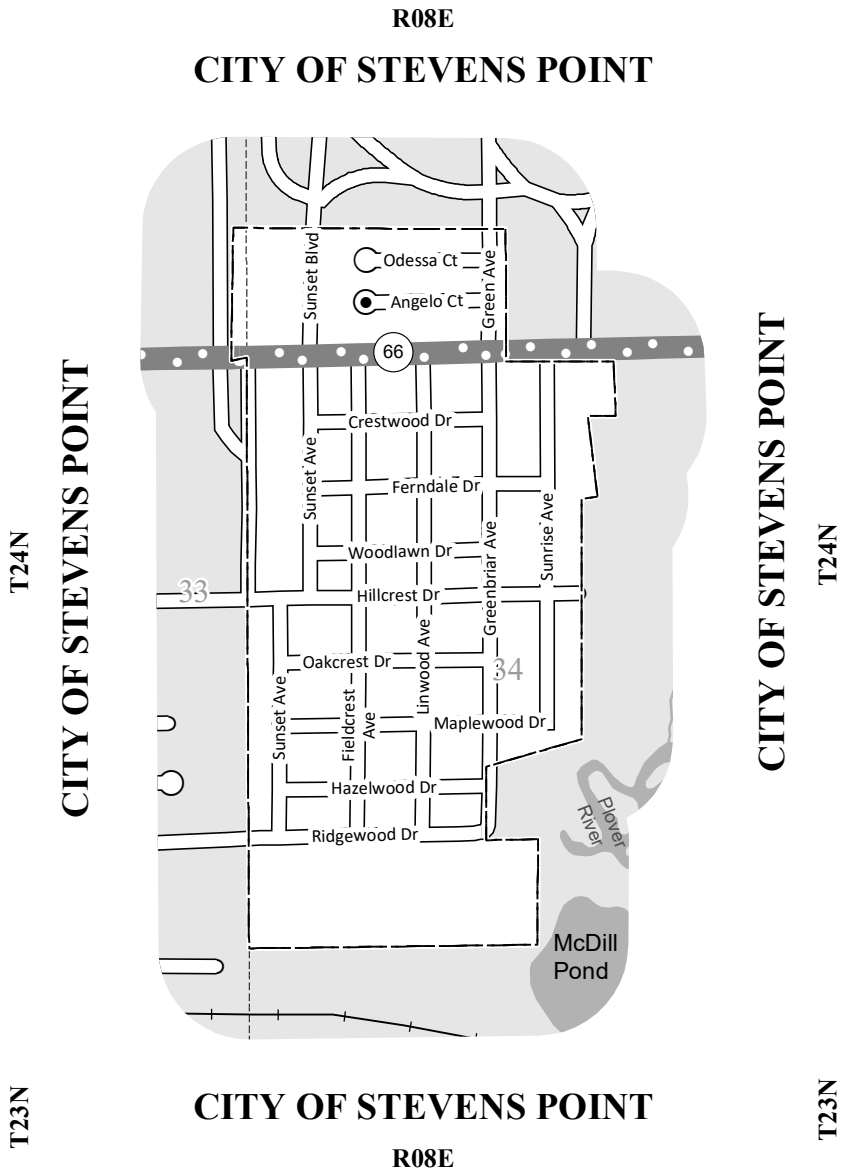 R08E
CITY OF STEVENS POINT
Sunset Blvd
Odessa Ct
Green Ave
Angelo Ct
66
CITY OF STEVENS POINT
CITY OF STEVENS POINT
Crestwood Dr
Sunset Ave
Ferndale Dr
Sunrise Ave
T24N
T24N
Woodlawn Dr
Greenbriar Ave
33
Hillcrest Dr
Linwood Ave
Oakcrest Dr
34
Sunset Ave
Fieldcrest
Ave
Maplewood Dr
Hazelwood Dr
Plover
River
Ridgewood Dr
McDill
Pond
T23N
T23N
CITY OF STEVENS POINT
R08E